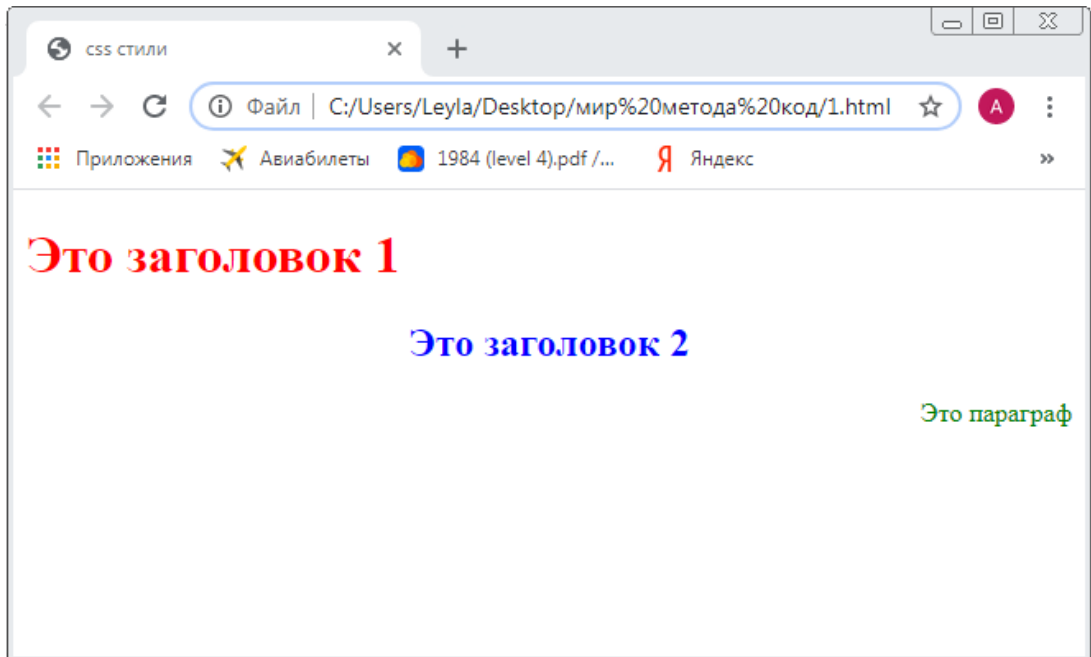 css стили
Файл C:/Users/Leyla/Desktop/мир%20метода%20код/1.html A
Приложения Авиабилеты 1984 (level 4).pdf /... Я Яндекс »
Это заголовок 1
Это заголовок 2
Это параграф